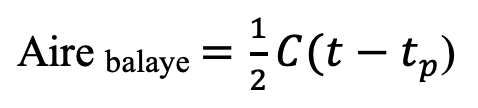 Aire balaye = 1/2 C(t − tₚ)